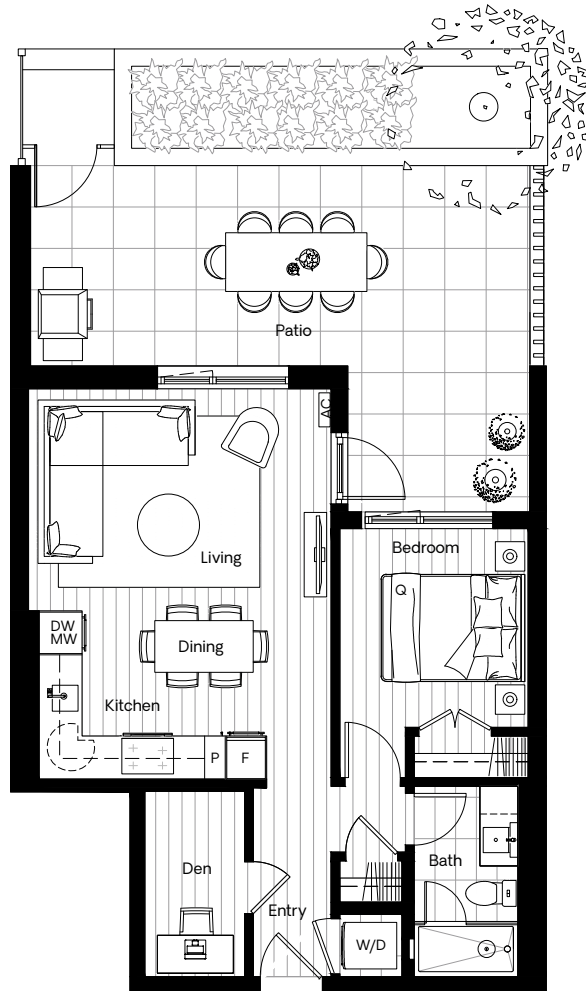 Patio
AC
Living
Bedroom
Q
DW
MW
Dining
Kitchen
P
F
Den
Bath
Entry
W/D